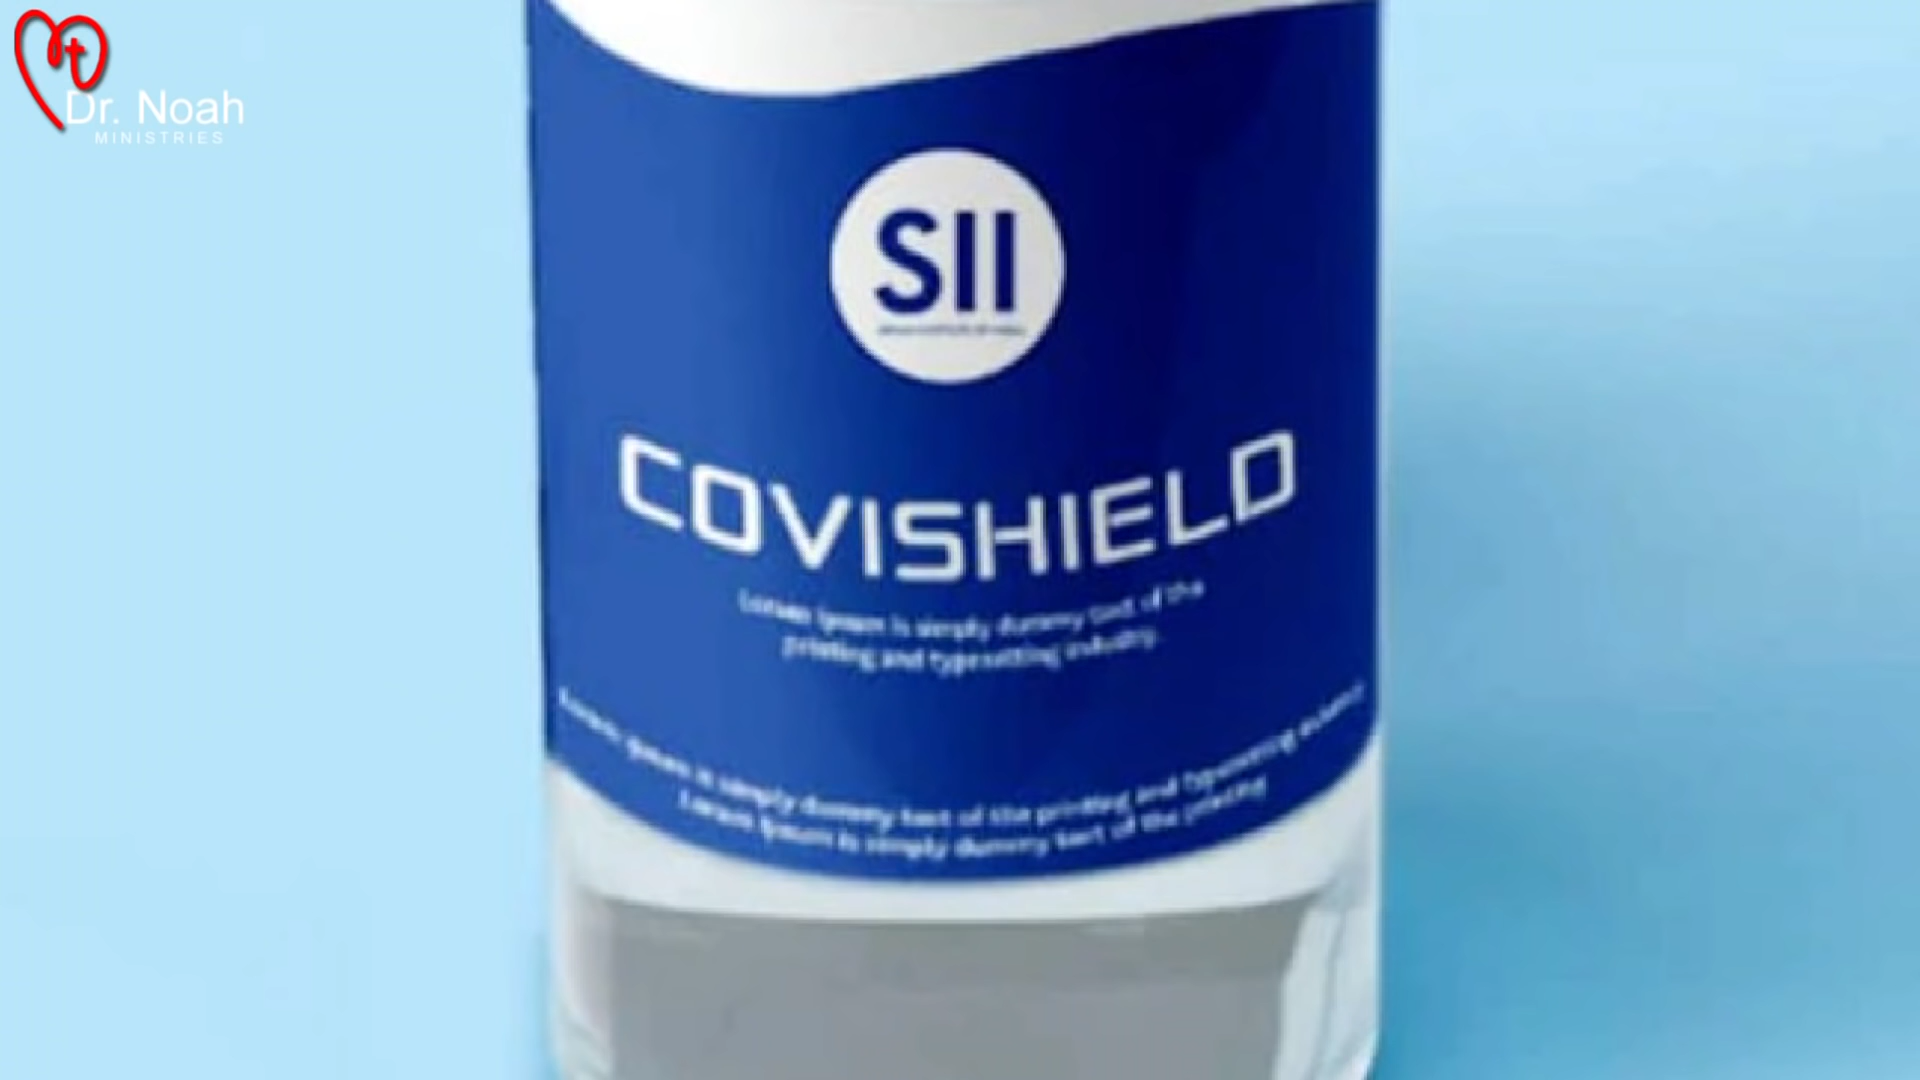 Dr. Noah
MINISTRIES
SII
COVISHIELD
Lorem Ipsum is simply dummy text of the
printing and typesetting industry.
Lorem Ipsum is simply dummy text of the printing and typesetting industry
Lorem Ipsum is simply dummy text of the printing